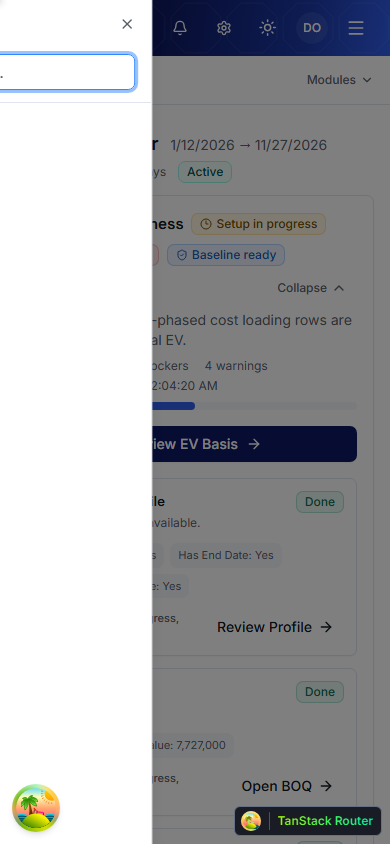 DO
.
Modules
r 1/12/2026 → 11/27/2026
ys Active
ness Setup in progress
Baseline ready
Collapse
-phased cost loading rows are
al EV.
ockers 4 warnings
2:04:20 AM
iew EV Basis →
file Done
vailable.
s Has End Date: Yes
e: Yes
gress,
Review Profile →
Done
alue: 7,727,000
gress,
Open BOQ →
TanStack Router